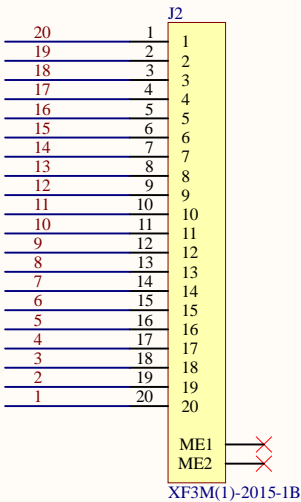 J2
20 1 1
19 2 2
18 3 3
17 4 4
16 5 5
15 6 6
14 7 7
13 8 8
12 9 9
11 10 10
10 11 11
9 12 12
8 13 13
7 14 14
6 15 15
5 16 16
4 17 17
3 18 18
2 19 19
1 20 20
ME1
ME2
XF3M(1)-2015-1B